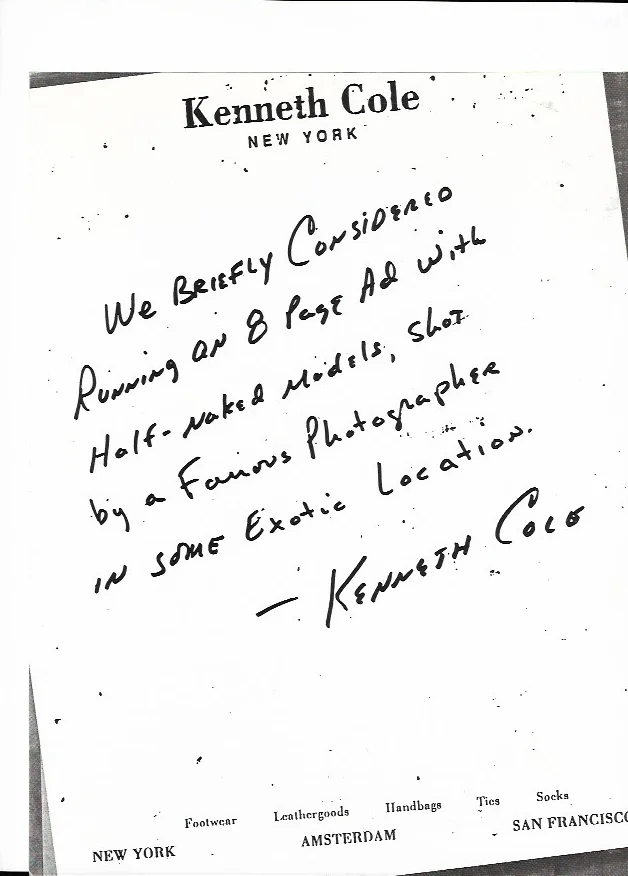 Kenneth Cole
NEW YORK
We Briefly Considered
Running an 8 Page Ad with
Half-naked models, shot
by a Famous Photographer
in some Exotic Location.
— Kenneth Cole
Footwear Leathergoods Handbags Ties Socks
NEW YORK AMSTERDAM SAN FRANCISCO